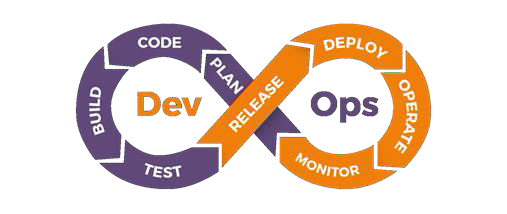 CODE
PLAN
BUILD
TEST
RELEASE
DEPLOY
OPERATE
MONITOR
Dev
Ops